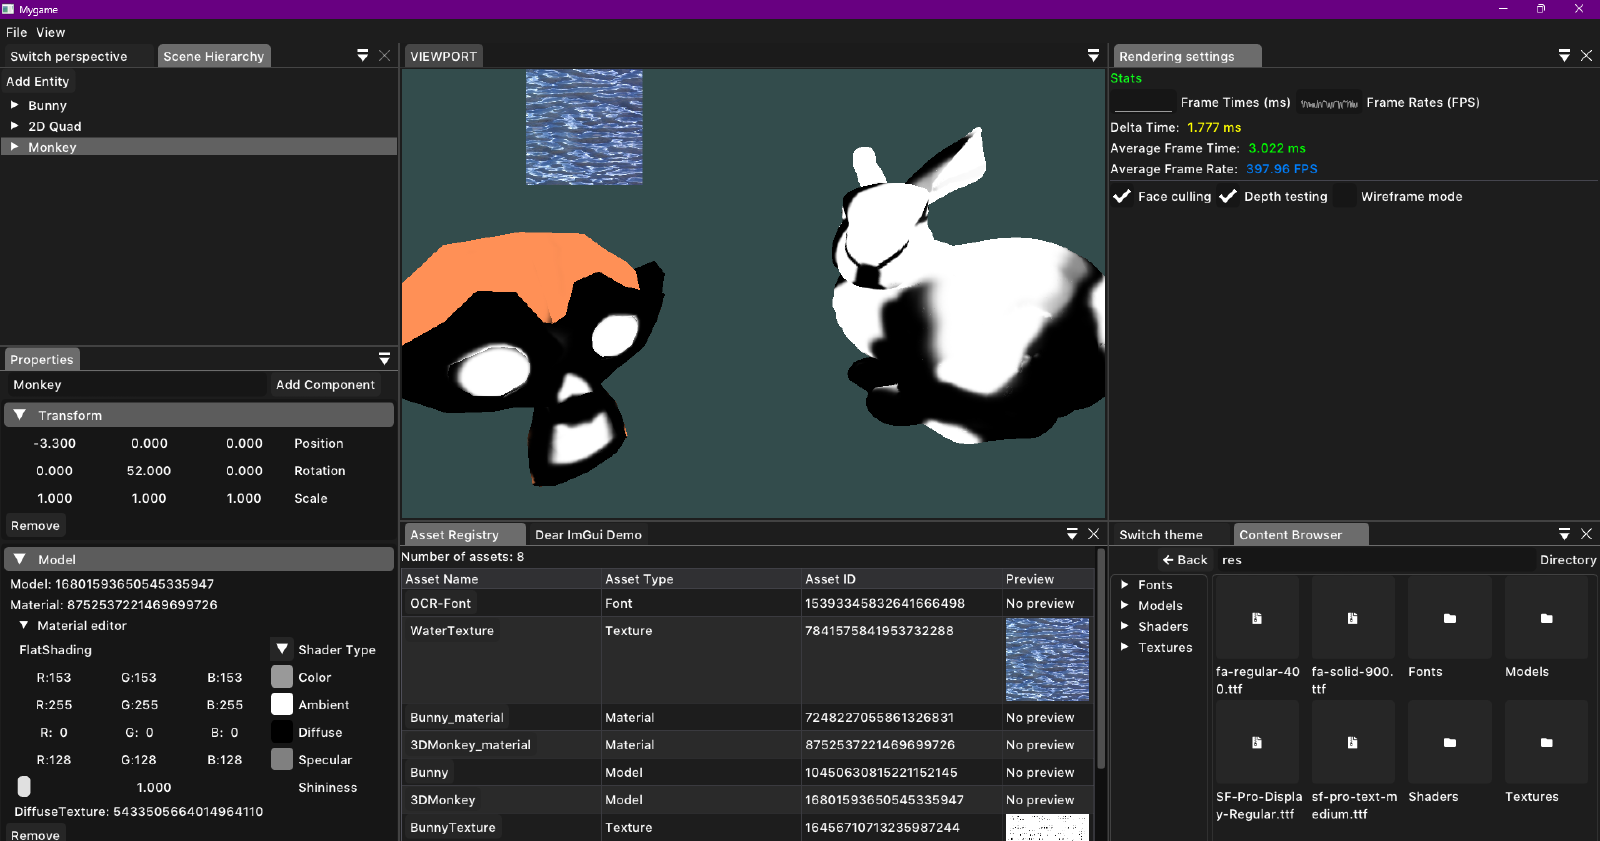 Mygame
File View
Switch perspective
Scene Hierarchy
Add Entity
Bunny
2D Quad
Monkey
Properties
Monkey
Add Component
Transform
-3.300 0.000 0.000 Position
0.000 52.000 0.000 Rotation
1.000 1.000 1.000 Scale
Remove
Model
Model: 16801593650545335947
Material: 8752537221469699726
Material editor
FlatShading Shader Type
R:153 G:153 B:153 Color
R:255 G:255 B:255 Ambient
R: 0 G: 0 B: 0 Diffuse
R:128 G:128 B:128 Specular
1.000 Shininess
DiffuseTexture: 5433505664014964110
Remove
VIEWPORT
Asset Registry
Dear ImGui Demo
Number of assets: 8
Asset Name Asset Type Asset ID Preview
OCR-Font Font 15393345832641666498 No preview
WaterTexture Texture 7841575841953732288
Bunny_material Material 7248227055861326831 No preview
3DMonkey_material Material 8752537221469699726 No preview
Bunny Model 10450630815221152145 No preview
3DMonkey Model 16801593650545335947 No preview
BunnyTexture Texture 16456710713235987244
Rendering settings
Stats
Frame Times (ms) Frame Rates (FPS)
Delta Time: 1.777 ms
Average Frame Time: 3.022 ms
Average Frame Rate: 397.96 FPS
Face culling Depth testing Wireframe mode
Switch theme
Content Browser
Back res Directory
Fonts
Models
Shaders
Textures
fa-regular-40
0.ttf
fa-solid-900.
ttf
Fonts
Models
SF-Pro-Displa
y-Regular.ttf
sf-pro-text-m
edium.ttf
Shaders
Textures